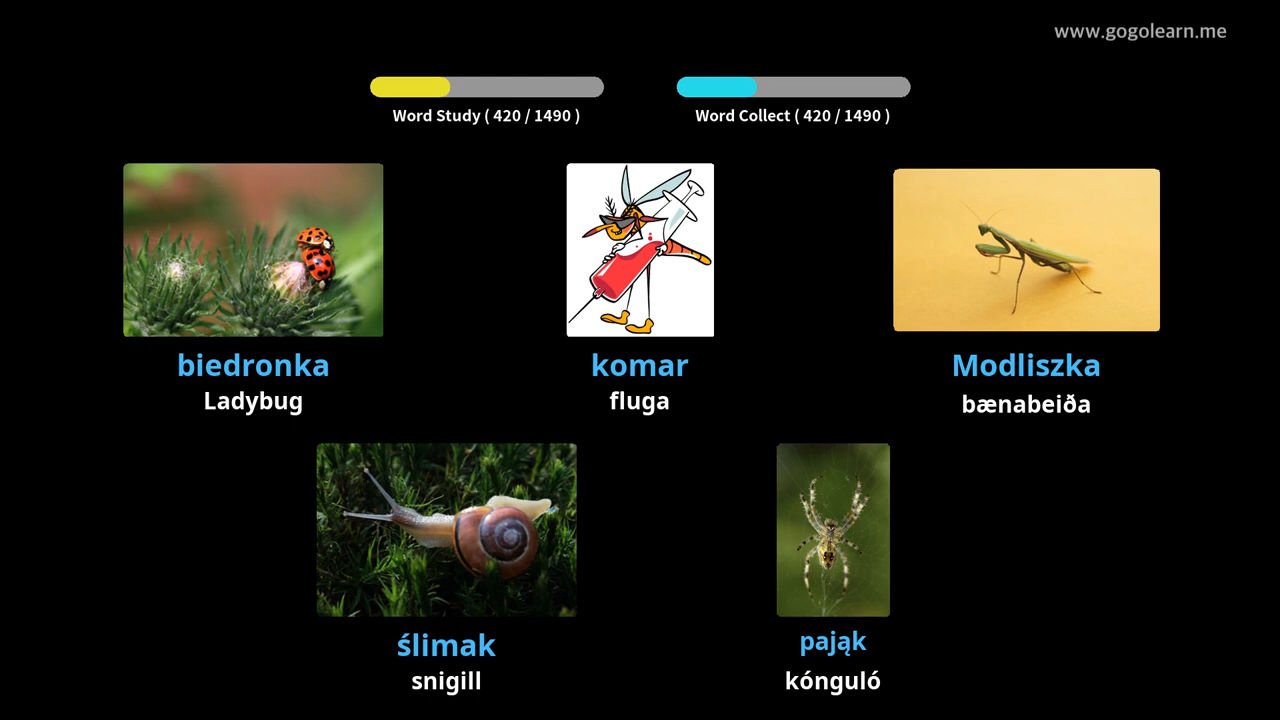 www.gogolearn.me
Word Study ( 420 / 1490 )
Word Collect ( 420 / 1490 )
biedronka
Ladybug
komar
fluga
Modliszka
bænabeiða
ślimak
snigill
pająk
kónguló